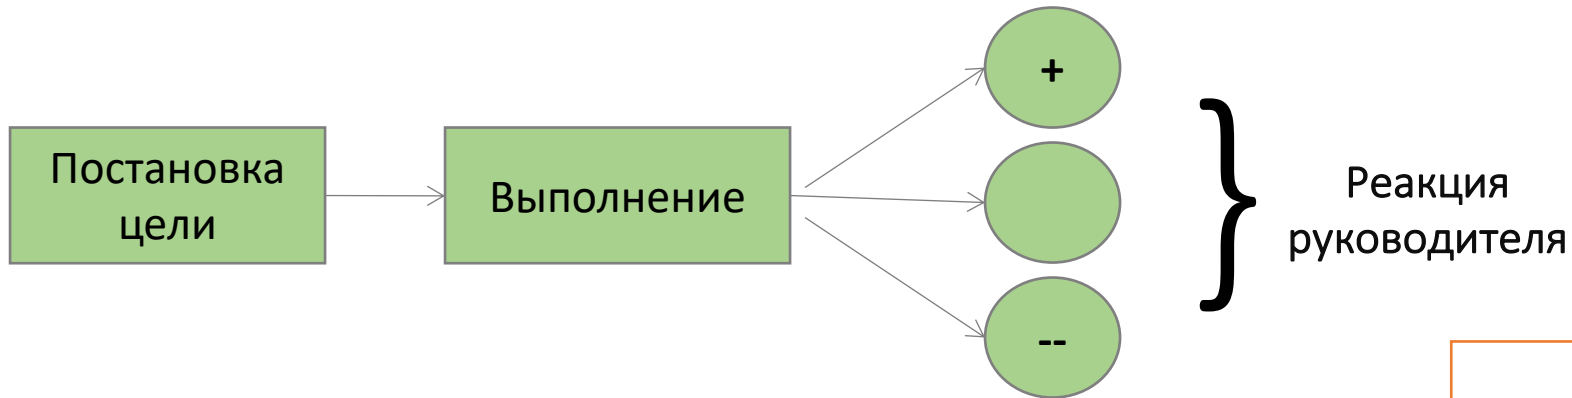 Постановка
цели
Выполнение
+
--
}
Реакция
руководителя